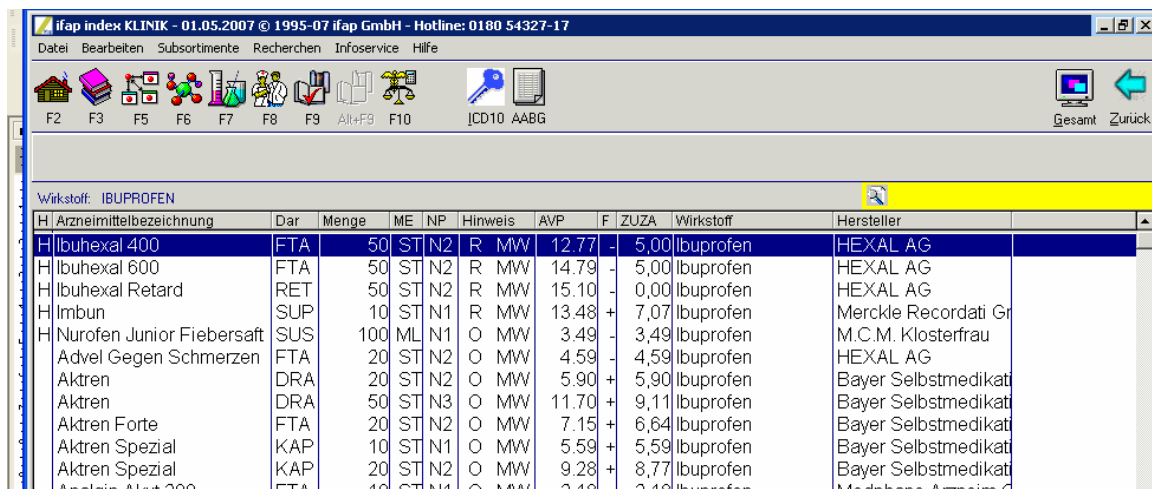 ifap index KLINIK - 01.05.2007 © 1995-07 ifap GmbH - Hotline: 0180 54327-17
Datei Bearbeiten Subsortimente Recherchen Infoservice Hilfe
F2 F3 F5 F6 F7 F8 F9 Alt+F9 F10 ICD10 AABG Gesamt Zurück
Wirkstoff: IBUPROFEN
H Arzneimittelbezeichnung Dar Menge ME NP Hinweis AVP F ZUZA Wirkstoff Hersteller
H Ibuhexal 400 FTA 50 ST N2 R MW 12.77 - 5,00 Ibuprofen HEXAL AG
H Ibuhexal 600 FTA 50 ST N2 R MW 14.79 - 5,00 Ibuprofen HEXAL AG
H Ibuhexal Retard RET 50 ST N2 R MW 15.10 - 0,00 Ibuprofen HEXAL AG
H Imbun SUP 10 ST N1 R MW 13.48 + 7,07 Ibuprofen Merckle Recordati Gr
H Nurofen Junior Fiebersaft SUS 100 ML N1 O MW 3.49 - 3,49 Ibuprofen M.C.M. Klosterfrau
Advel Gegen Schmerzen FTA 20 ST N2 O MW 4.59 - 4,59 Ibuprofen HEXAL AG
Aktren DRA 20 ST N2 O MW 5.90 + 5,90 Ibuprofen Bayer Selbstmedikati
Aktren DRA 50 ST N3 O MW 11.70 + 9,11 Ibuprofen Bayer Selbstmedikati
Aktren Forte FTA 20 ST N2 O MW 7.15 + 6,64 Ibuprofen Bayer Selbstmedikati
Aktren Spezial KAP 10 ST N1 O MW 5.59 + 5,59 Ibuprofen Bayer Selbstmedikati
Aktren Spezial KAP 20 ST N2 O MW 9.28 + 8,77 Ibuprofen Bayer Selbstmedikati